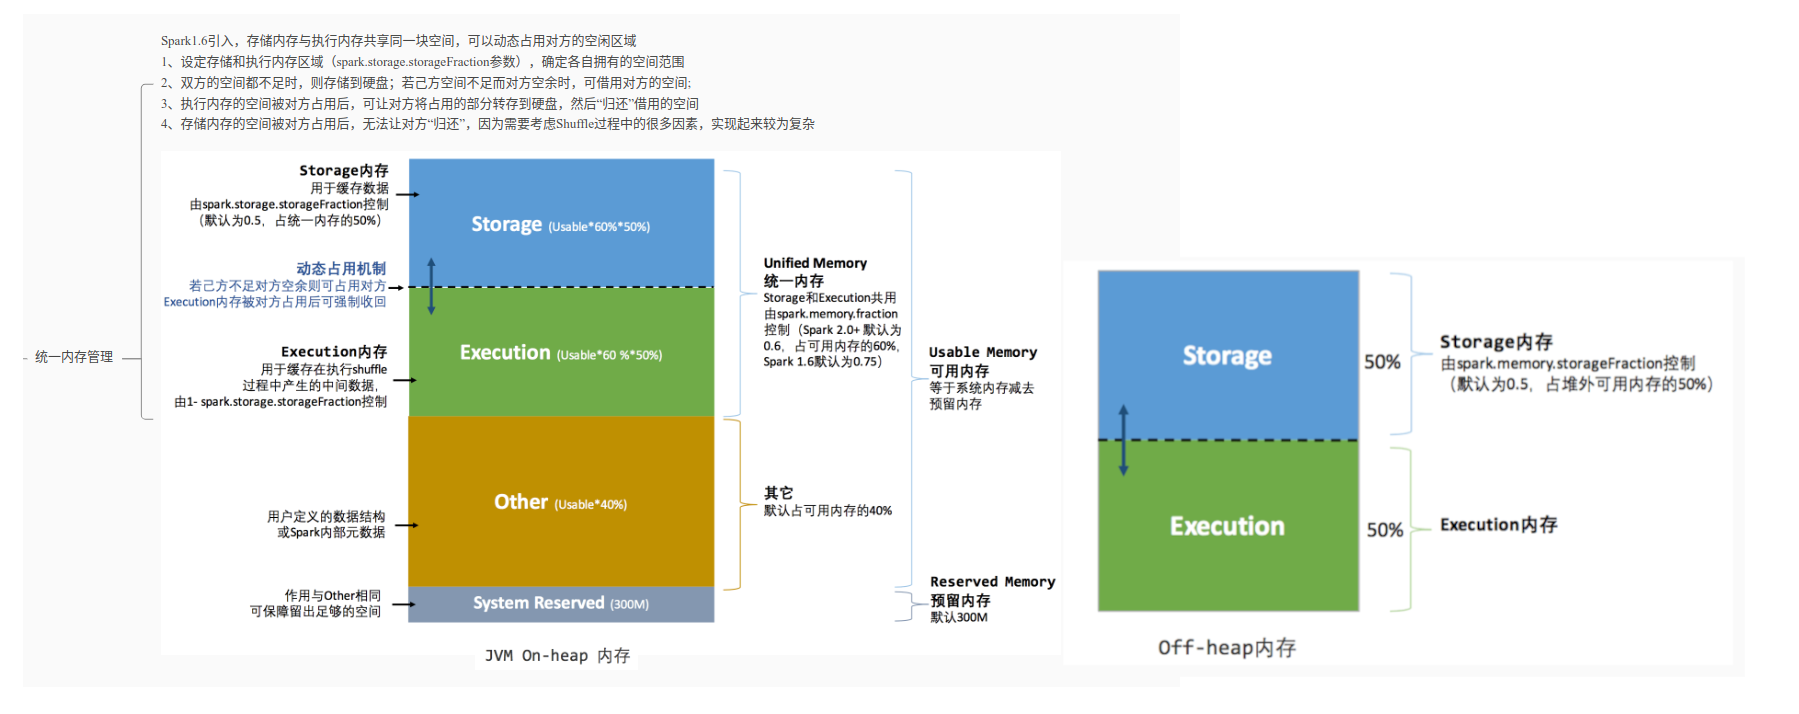 Spark1.6引入，存储内存与执行内存共享同一块空间，可以动态占用对方的空闲区域
1、设定存储和执行内存区域（spark.storage.storageFraction参数），确定各自拥有的空间范围
2、双方的空间都不足时，则存储到硬盘；若己方空间不足而对方空余时，可借用对方的空间;
3、执行内存的空间被对方占用后，可让对方将占用的部分转存到硬盘，然后“归还”借用的空间
4、存储内存的空间被对方占用后，无法让对方“归还”，因为需要考虑Shuffle过程中的很多因素，实现起来较为复杂
统一内存管理
Storage内存
用于缓存数据
由spark.storage.storageFraction控制
（默认为0.5，占统一内存的50%）
动态占用机制
若己方不足对方空余则可占用对方
Execution内存被对方占用后可强制收回
Execution内存
用于缓存在执行shuffle
过程中产生的中间数据，
由1- spark.storage.storageFraction控制
用户定义的数据结构
或Spark内部元数据
作用与Other相同
可保障留出足够的空间
Storage (Usable*60%*50%)
Execution (Usable*60 %*50%)
Other (Usable*40%)
System Reserved (300M)
JVM On-heap 内存
Unified Memory
统一内存
Storage和Execution共用
由spark.memory.fraction
控制（Spark 2.0+ 默认为
0.6，占可用内存的60%，
Spark 1.6默认为0.75）
其它
默认占可用内存的40%
Usable Memory
可用内存
等于系统内存减去
预留内存
Reserved Memory
预留内存
默认300M
Storage
50%
Storage内存
由spark.memory.storageFraction控制
（默认为0.5，占堆外可用内存的50%）
Execution
50%
Execution内存
Off-heap内存